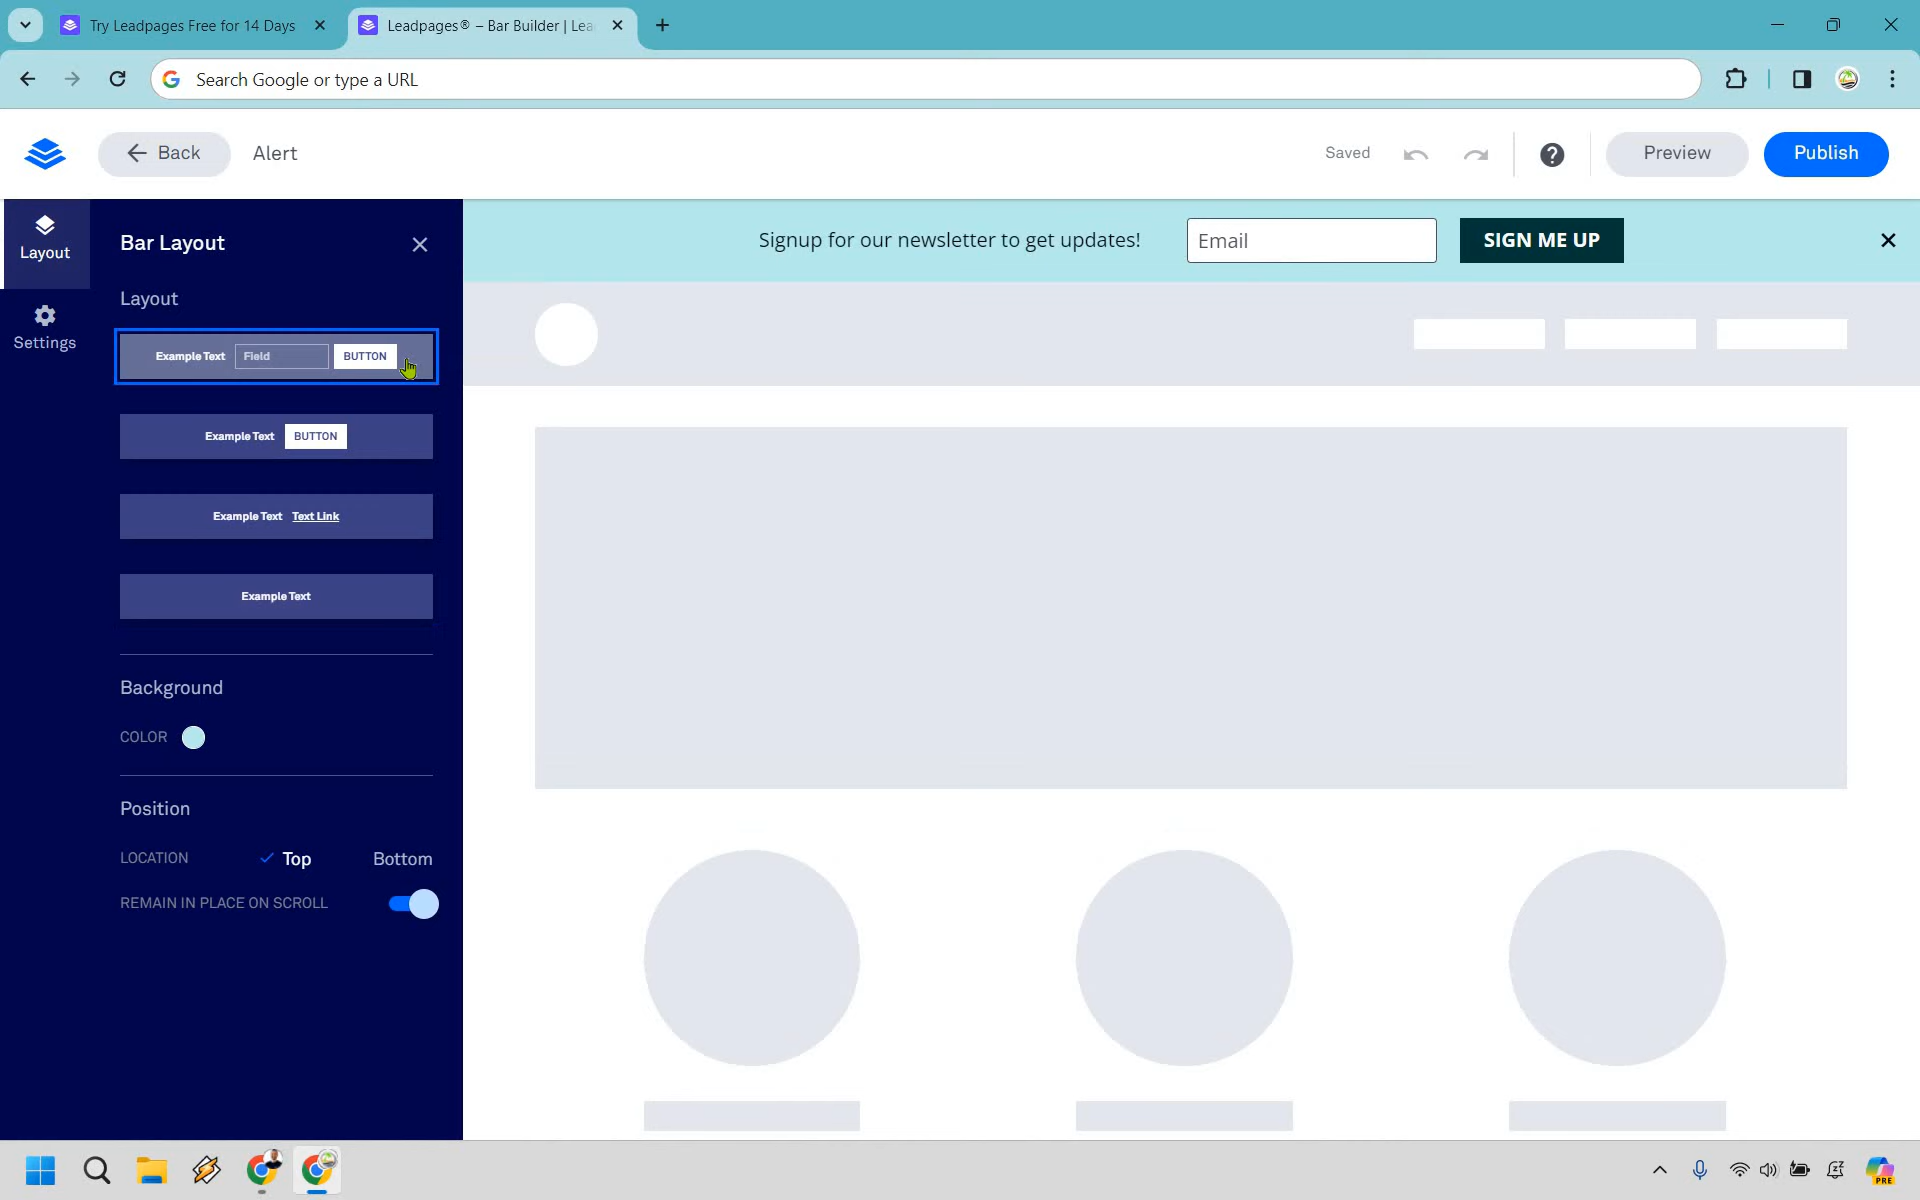 Try Leadpages Free for 14 Days
Leadpages® – Bar Builder | Lea
Search Google or type a URL
Back
Alert
Saved
Preview
Publish
Layout
Settings
Bar Layout
Layout
Example Text Field BUTTON
Example Text BUTTON
Example Text Text Link
Example Text
Background
COLOR
Position
LOCATION Top Bottom
REMAIN IN PLACE ON SCROLL
Signup for our newsletter to get updates! Email SIGN ME UP
PRE